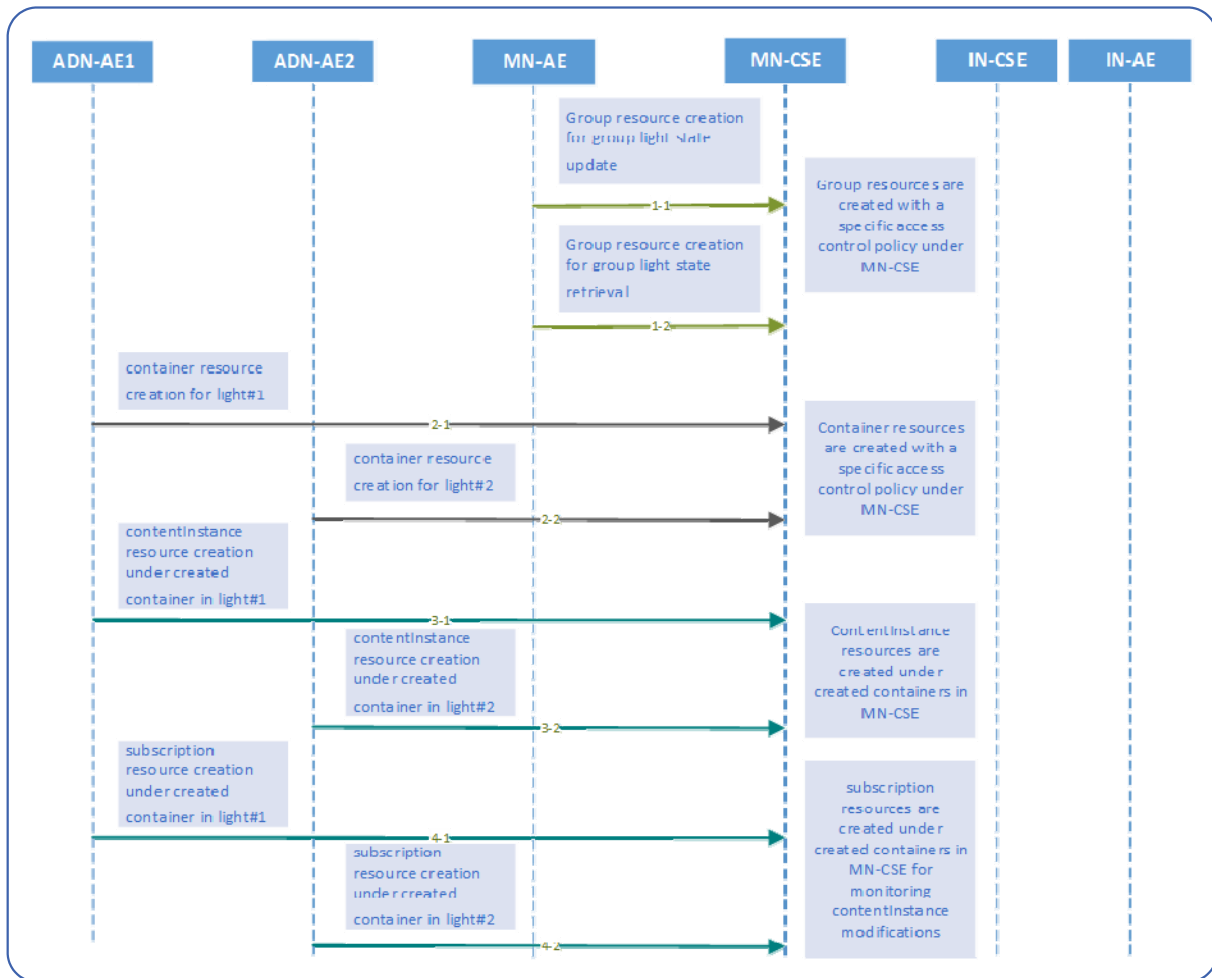 ADN-AE1
ADN-AE2
MN-AE
MN-CSE
IN-CSE
IN-AE
Group resource creation
for group light state
update
1-1
Group resources are
created with a
specific access
control policy under
MN-CSE
Group resource creation
for group light state
retrieval
1-2
container resource
creation for light#1
2-1
Container resources
are created with a
specific access
control policy under
MN-CSE
container resource
creation for light#2
2-2
contentInstance
resource creation
under created
container in light#1
3-1
ContentInstance
resources are
created under
created containers in
MN-CSE
contentInstance
resource creation
under created
container in light#2
3-2
subscription
resource creation
under created
container in light#1
4-1
subscription
resources are
created under
created containers in
MN-CSE for
monitoring
contentInstance
modifications
subscription
resource creation
under created
container in light#2
4-2